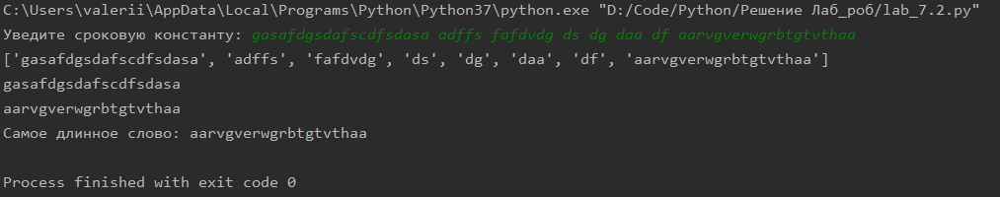 C:\Users\valerii\AppData\Local\Programs\Python\Python37\python.exe "D:/Code/Python/Решение Лаб_роб/lab_7.2.py"
Уведите сроковую константу: gasafdgsdafscdfsdasa adffs fafdvdg ds dg daa df aarvgverwgrbtgtvthaa
['gasafdgsdafscdfsdasa', 'adffs', 'fafdvdg', 'ds', 'dg', 'daa', 'df', 'aarvgverwgrbtgtvthaa']
gasafdgsdafscdfsdasa
aarvgverwgrbtgtvthaa
Самое длинное слово: aarvgverwgrbtgtvthaa
Process finished with exit code 0